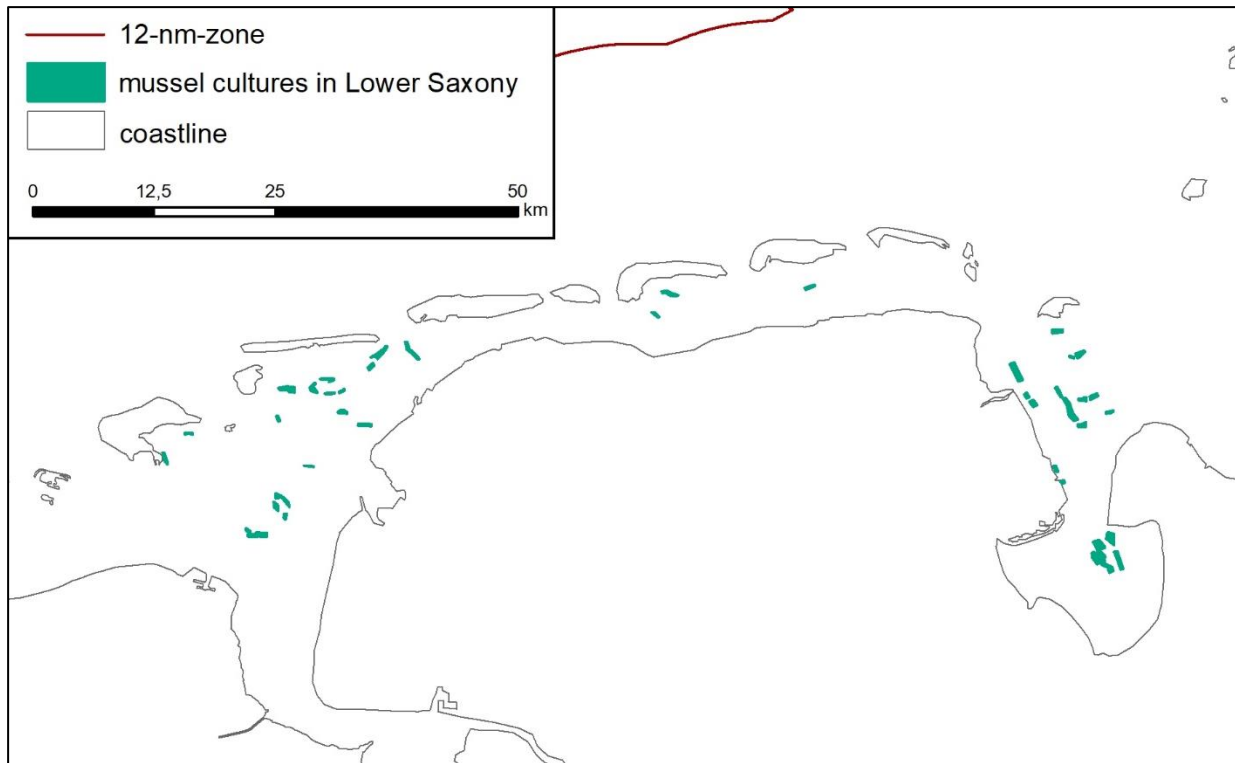 12-nm-zone
mussel cultures in Lower Saxony
coastline
0 12,5 25 50
km